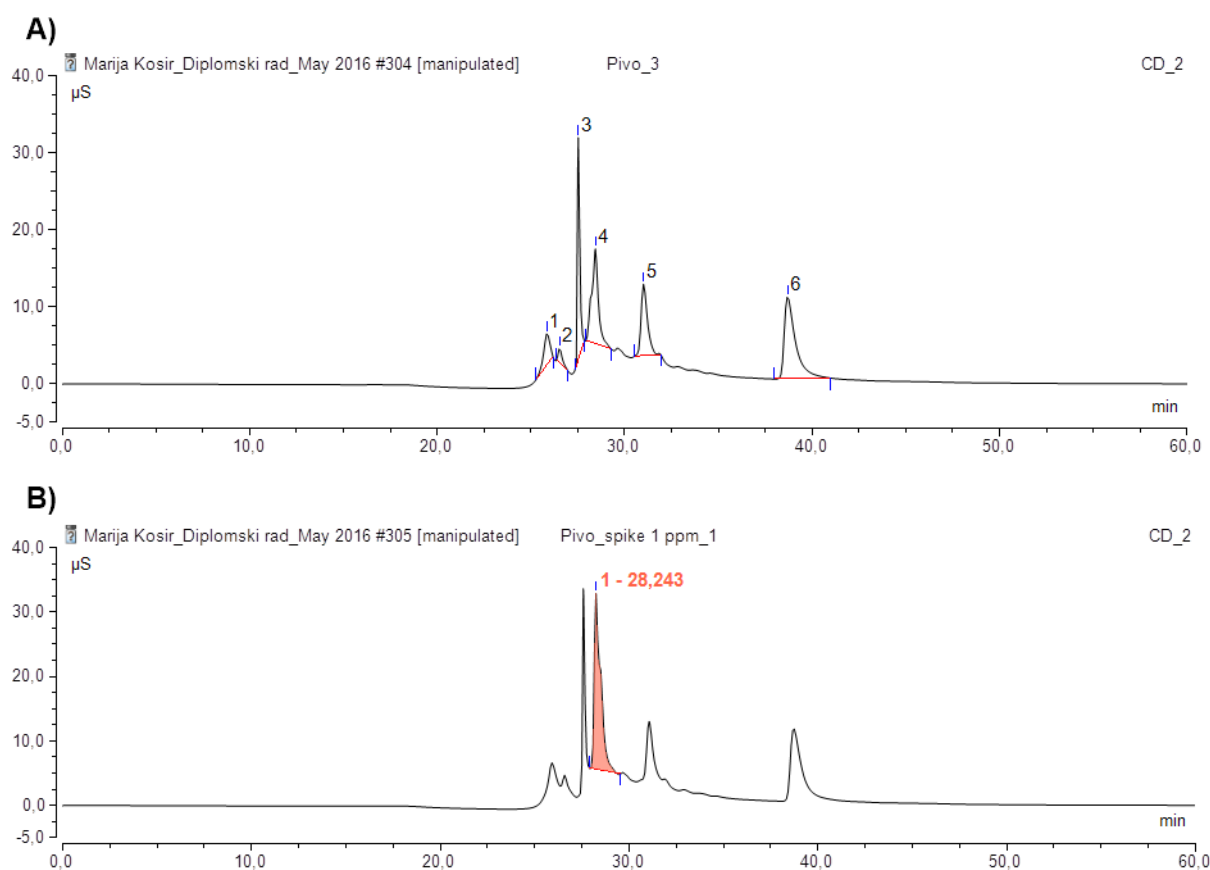 A)
Marija Kosir_Diplomski rad_May 2016 #304 [manipulated] Pivo_3 CD_2
40,0
µS
30,0
20,0
10,0
0,0
-5,0
3
4
5
6
1
2
min
0,0 10,0 20,0 30,0 40,0 50,0 60,0
B)
Marija Kosir_Diplomski rad_May 2016 #305 [manipulated] Pivo_spike 1 ppm_1 CD_2
40,0
µS
1 - 28,243
30,0
20,0
10,0
0,0
-5,0
min
0,0 10,0 20,0 30,0 40,0 50,0 60,0